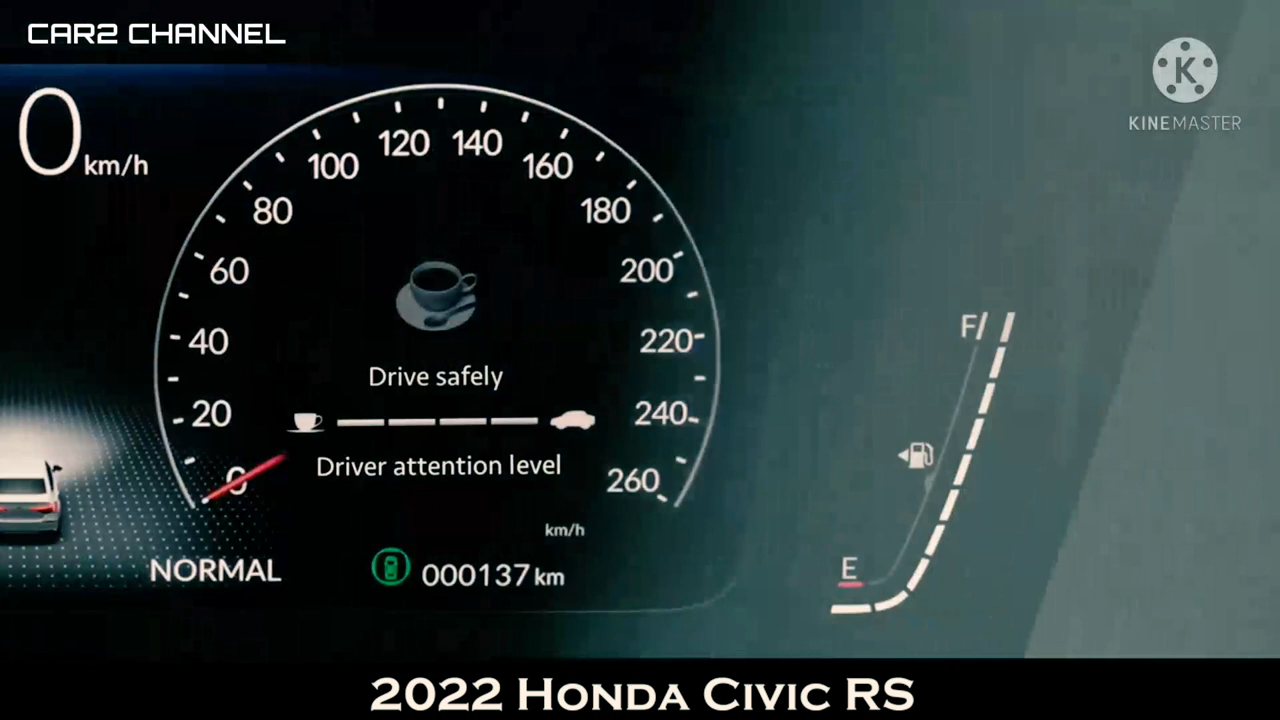 CAR2 CHANNEL
K
KINEMASTER
0 km/h
0
20
40
60
80
100
120
140
160
180
200
220
240
260
Drive safely
Driver attention level
km/h
NORMAL
000137 km
F
E
2022 HONDA CIVIC RS